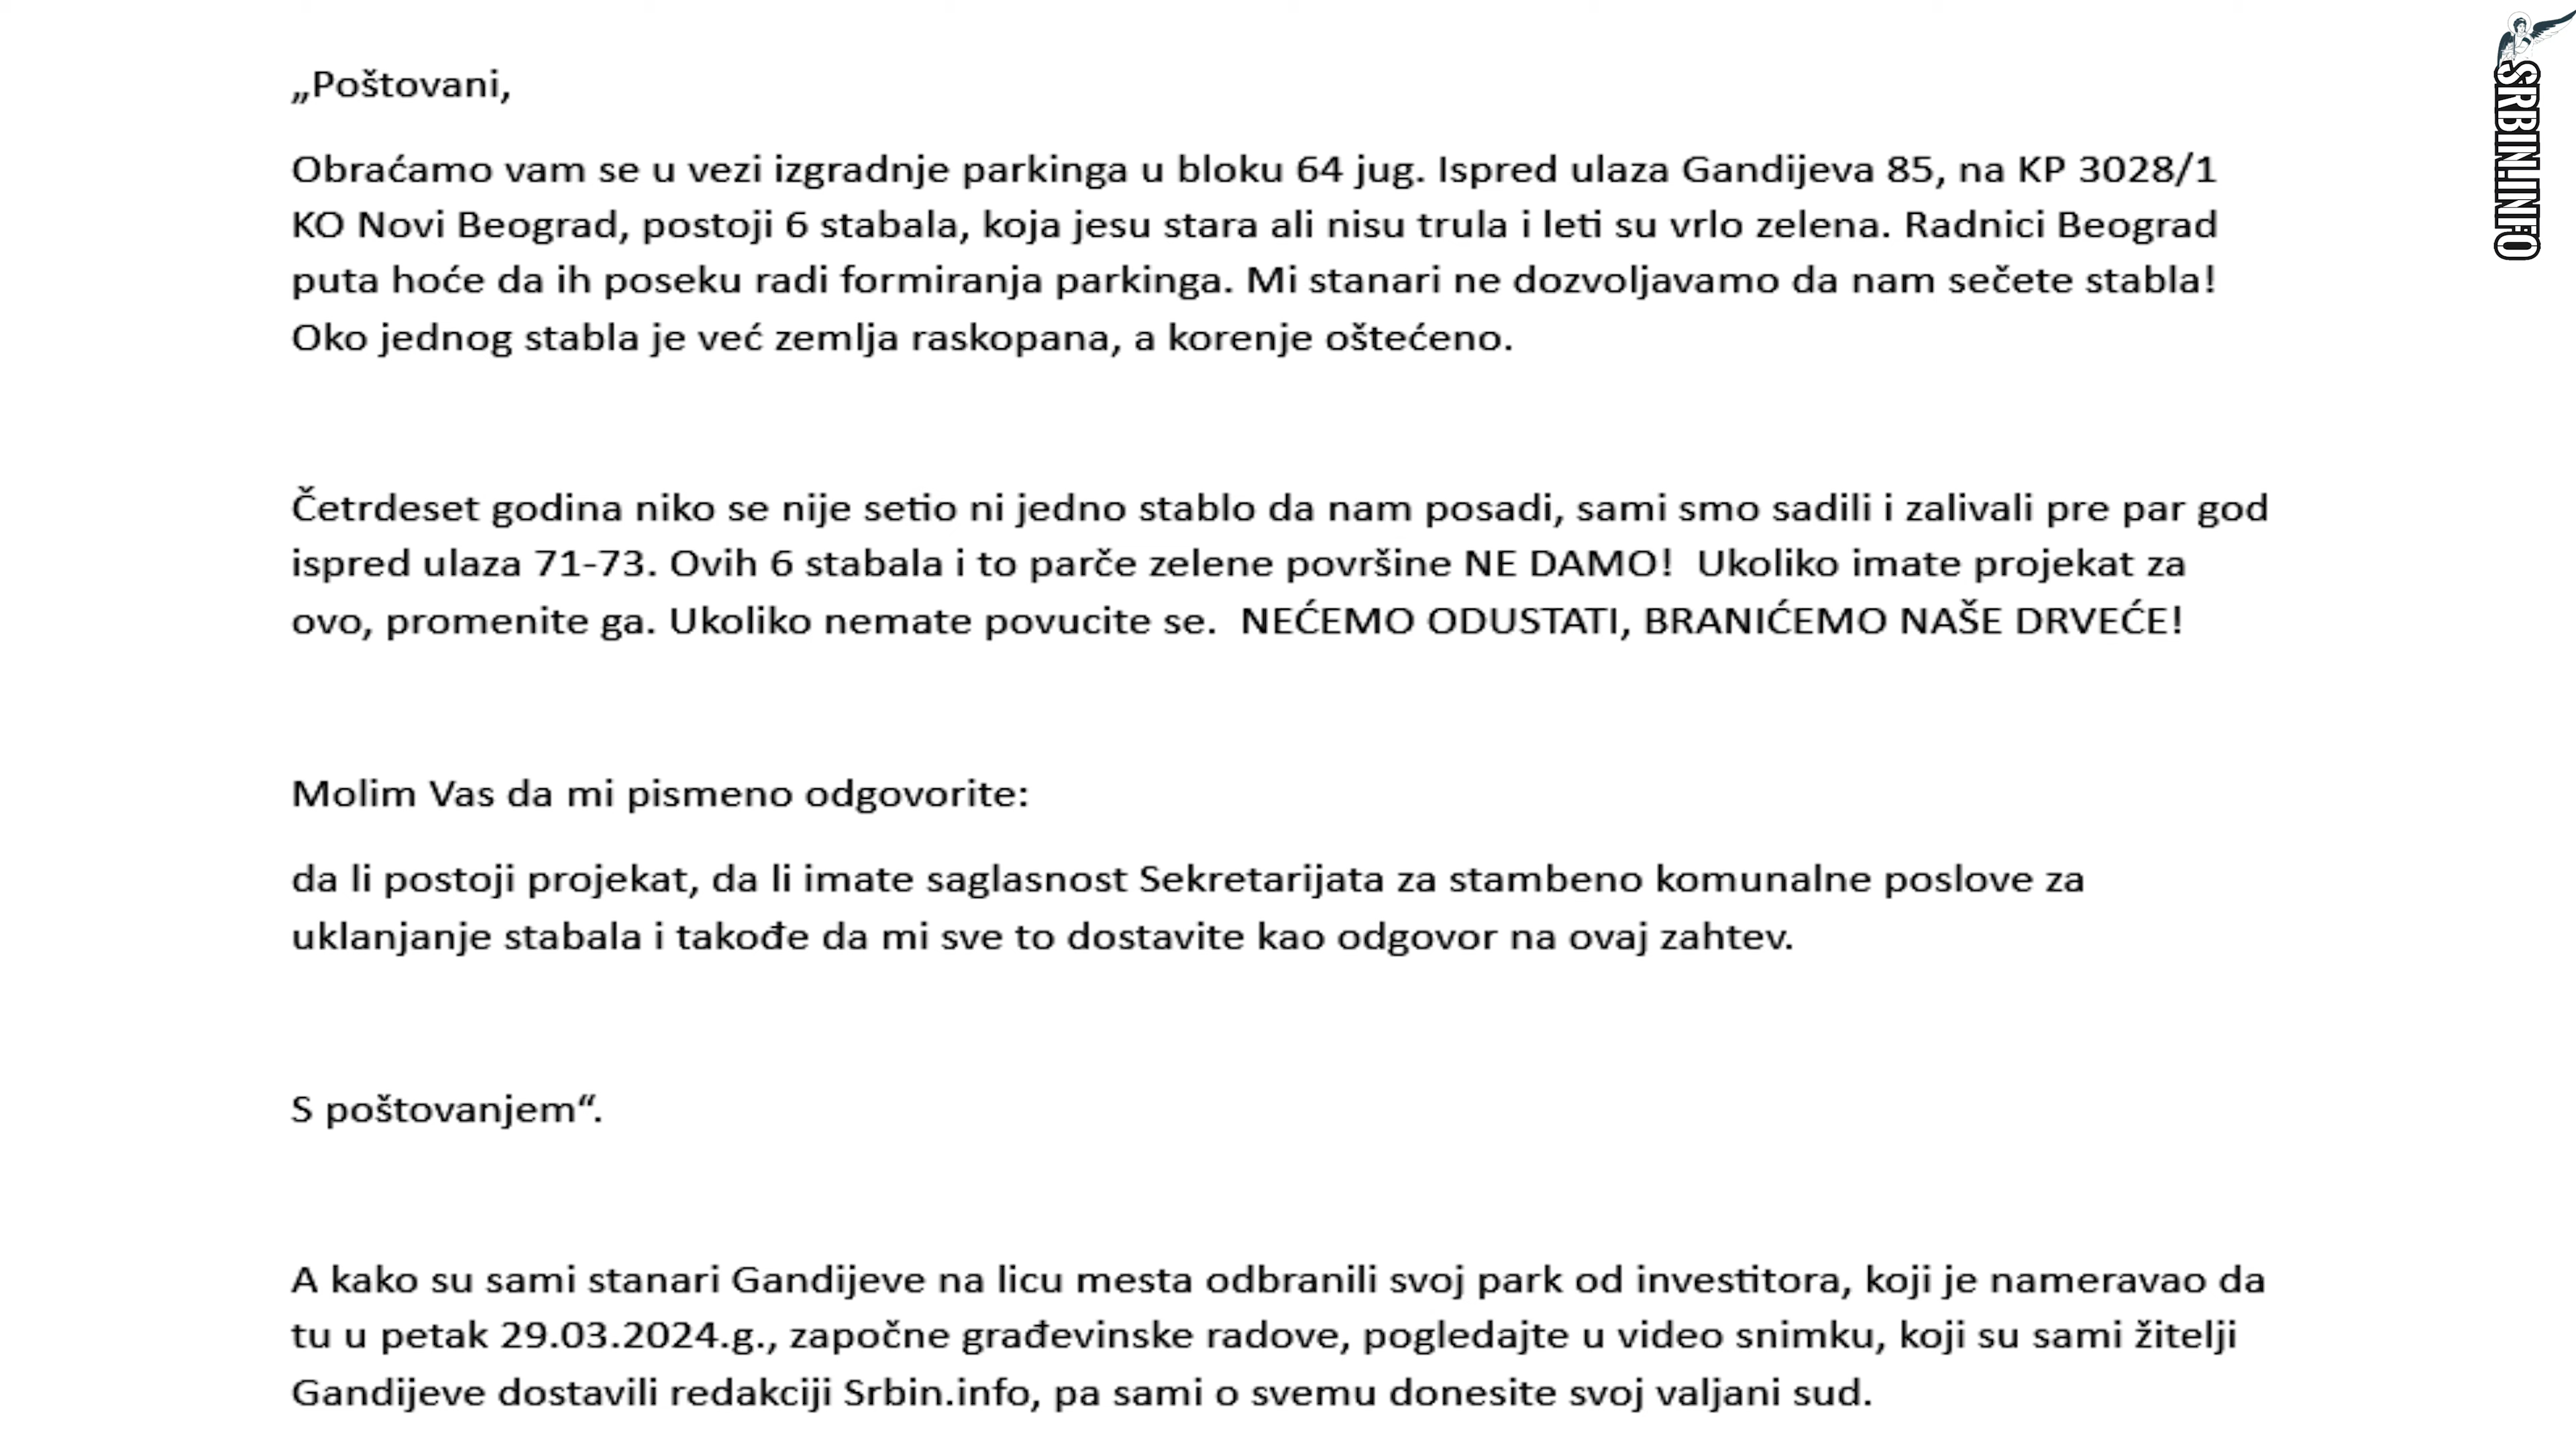 „Poštovani,
Obraćamo vam se u vezi izgradnje parkinga u bloku 64 jug. Ispred ulaza Gandijeva 85, na KP 3028/1
KO Novi Beograd, postoji 6 stabala, koja jesu stara ali nisu trula i leti su vrlo zelena. Radnici Beograd
puta hoće da ih poseku radi formiranja parkinga. Mi stanari ne dozvoljavamo da nam sečete stabla!
Oko jednog stabla je već zemlja raskopana, a korenje oštećeno.
Četrdeset godina niko se nije setio ni jedno stablo da nam posadi, sami smo sadili i zalivali pre par god
ispred ulaza 71-73. Ovih 6 stabala i to parče zelene površine NE DAMO!  Ukoliko imate projekat za
ovo, promenite ga. Ukoliko nemate povucite se.  NEĆEMO ODUSTATI, BRANIĆEMO NAŠE DRVEĆE!
Molim Vas da mi pismeno odgovorite:
da li postoji projekat, da li imate saglasnost Sekretarijata za stambeno komunalne poslove za
uklanjanje stabala i takođe da mi sve to dostavite kao odgovor na ovaj zahtev.
S poštovanjem“.
A kako su sami stanari Gandijeve na licu mesta odbranili svoj park od investitora, koji je nameravao da
tu u petak 29.03.2024.g., započne građevinske radove, pogledajte u video snimku, koji su sami žitelji
Gandijeve dostavili redakciji Srbin.info, pa sami o svemu donesite svoj valjani sud.
SRBIN.INFO